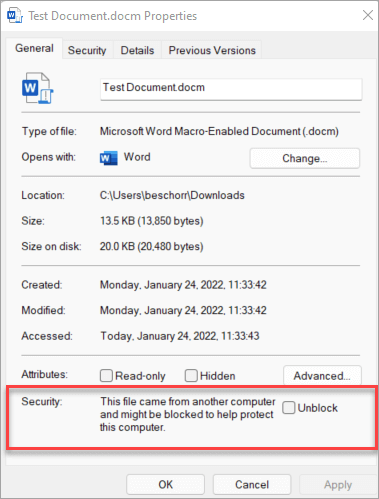 Test Document.docm Properties
General Security Details Previous Versions
Test Document.docm
Type of file: Microsoft Word Macro-Enabled Document (.docm)
Opens with: Word Change...
Location: C:\Users\beschorr\Downloads
Size: 13.5 KB (13,850 bytes)
Size on disk: 20.0 KB (20,480 bytes)
Created: Monday, January 24, 2022, 11:33:42
Modified: Monday, January 24, 2022, 11:33:42
Accessed: Today, January 24, 2022, 11:33:43
Attributes: Read-only Hidden Advanced...
Security: This file came from another computer
and might be blocked to help protect Unblock
this computer.
OK Cancel Apply